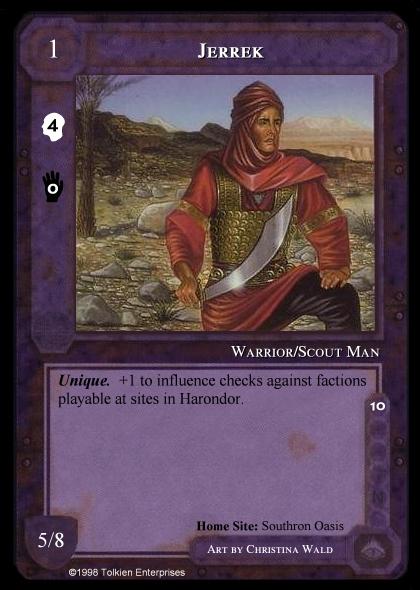 1
JERREK
4
0
WARRIOR/SCOUT MAN
Unique. +1 to influence checks against factions
playable at sites in Harondor.
10
Home Site: Southron Oasis
5/8
ART BY CHRISTINA WALD
©1998 Tolkien Enterprises